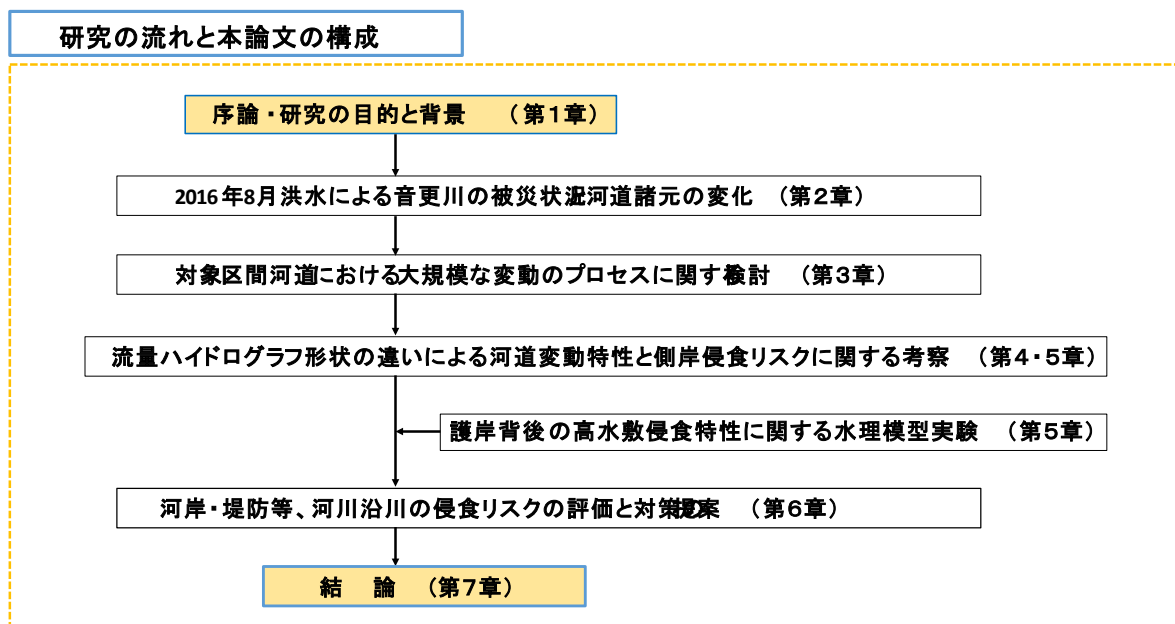 研究の流れと本論文の構成
序論・研究の目的と背景 (第1章)
2016年8月洪水による音更川の被災状況河道諸元の変化 (第2章)
対象区間河道における大規模な変動のプロセスに関する検討 (第3章)
流量ハイドログラフ形状の違いによる河道変動特性と側岸侵食リスクに関する考察 (第4・5章)
護岸背後の高水敷侵食特性に関する水理模型実験 (第5章)
河岸・堤防等、河川沿川の侵食リスクの評価と対策の提案 (第6章)
結 論 (第7章)